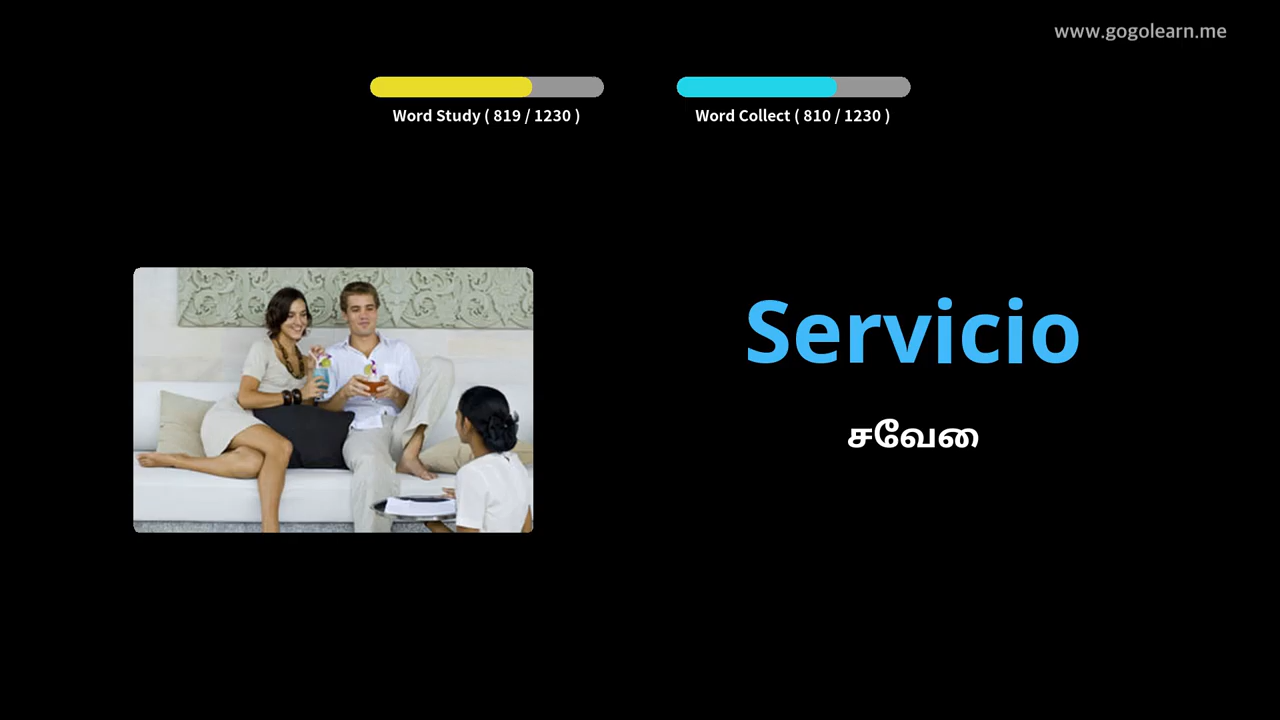 www.gogolearn.me
Word Study ( 819 / 1230 )
Word Collect ( 810 / 1230 )
Servicio
சவேை